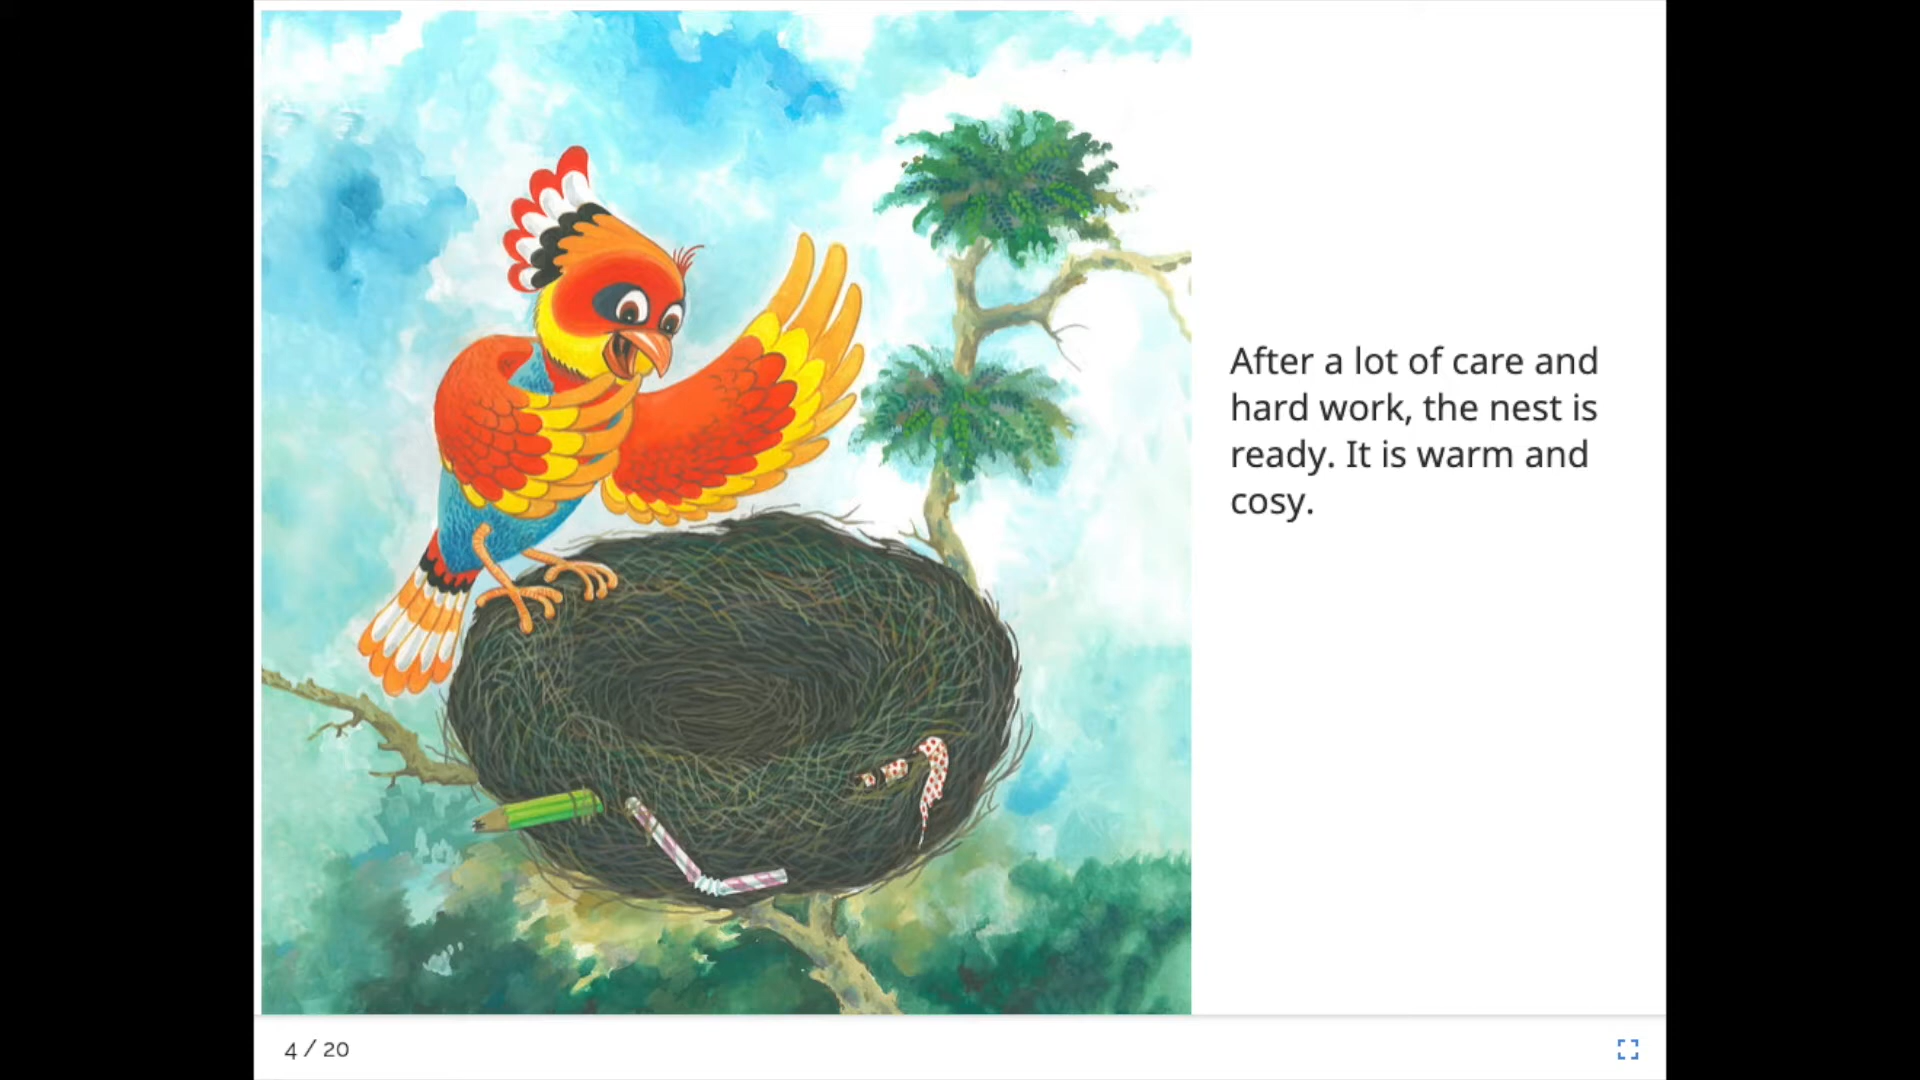 After a lot of care and
hard work, the nest is
ready. It is warm and
cosy.
4 / 20